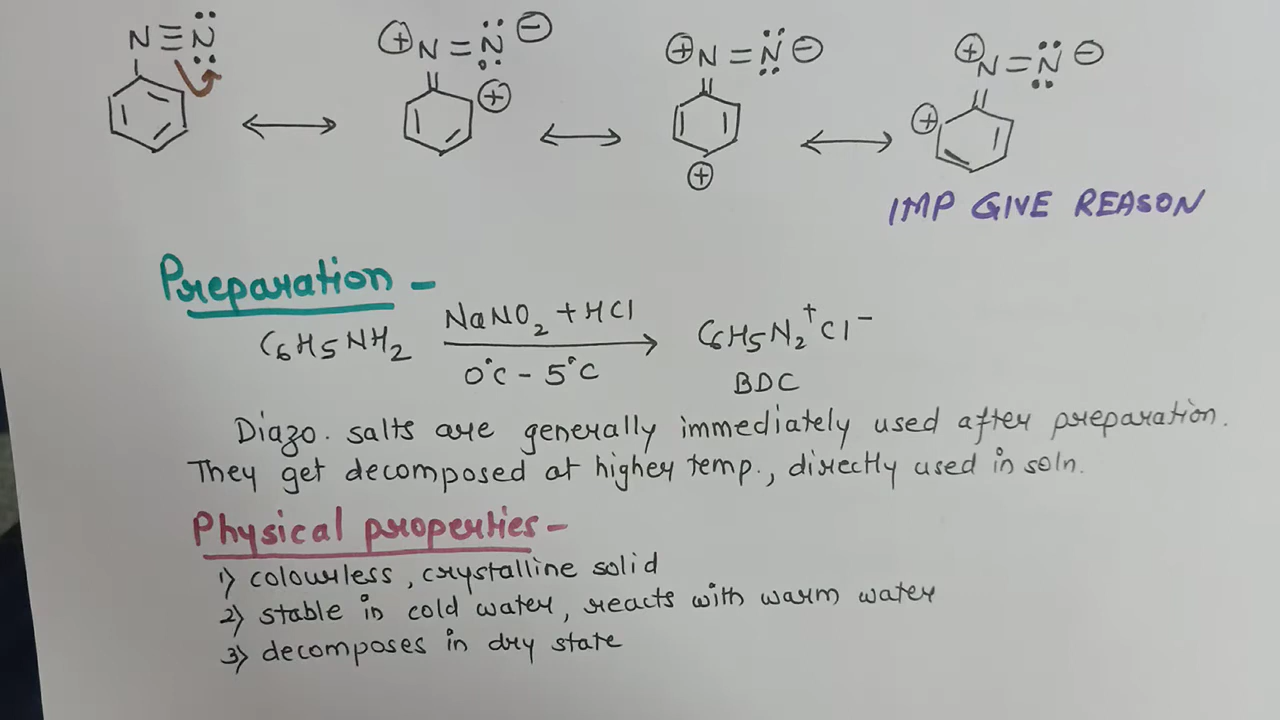 N≡N̈
⊕N=N̈⊖ ⊕
⊕N=N̈⊖ ⊕
⊕N=N̈⊖ ⊕
IMP GIVE REASON
Preparation -
C6H5NH2 NaNO2+HCl 0°C - 5°C C6H5N2+Cl-
BDC
Diazo. salts are generally immediately used after preparation.
They get decomposed at higher temp., directly used in soln.
Physical properties -
1) colourless, crystalline solid
2) stable in cold water, reacts with warm water
3) decomposes in dry state